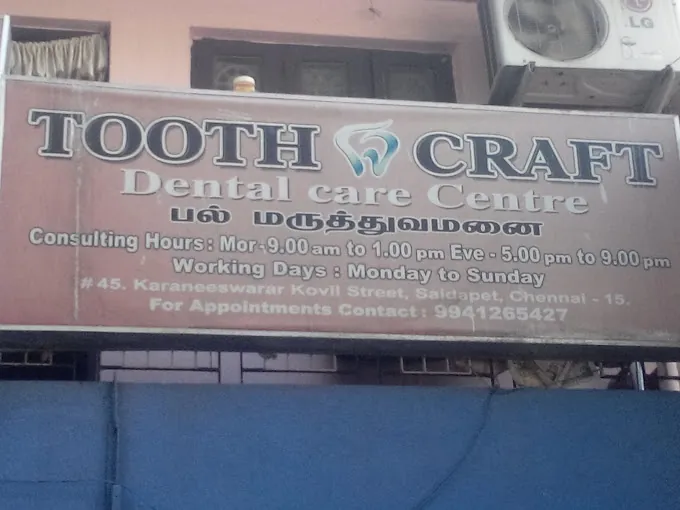 LG
TOOTH CRAFT
Dental care Centre
பல் மருத்துவமனை
Consulting Hours: Mor - 9.00 am to 1.00 pm Eve - 5.00 pm to 9.00 pm
Working Days : Monday to Sunday
# 45. Karaneeswarar Kovil Street, Saidapet, Chennai - 15.
For Appointments Contact : 9941265427